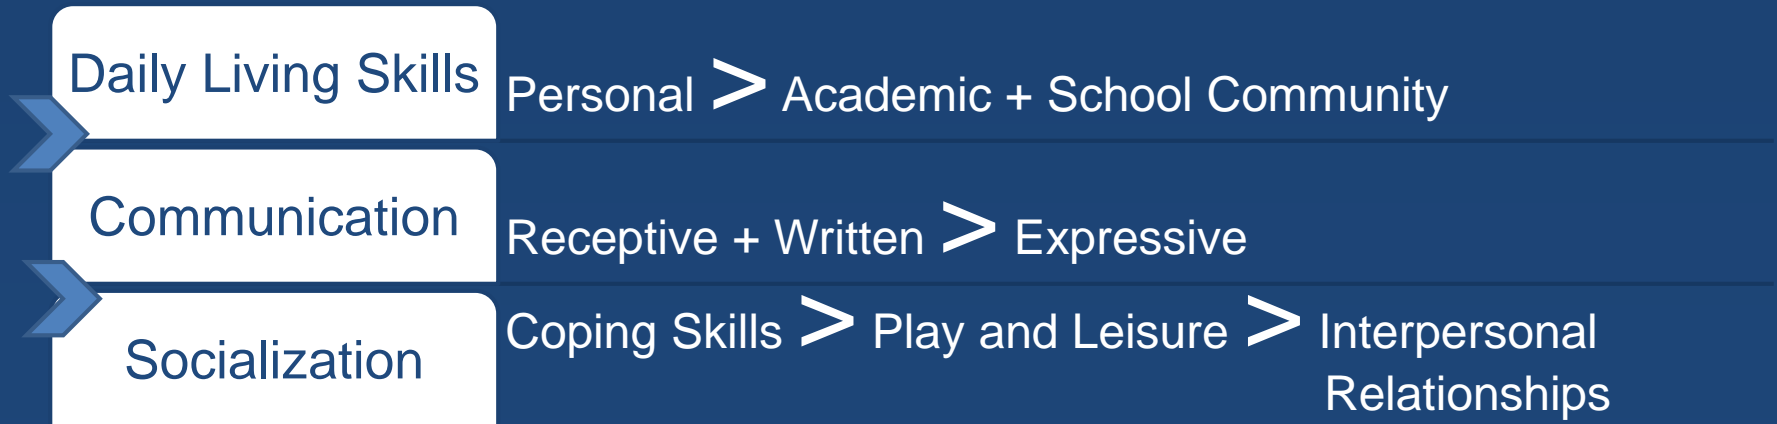 Daily Living Skills
Personal > Academic + School Community
Communication
Receptive + Written > Expressive
Socialization
Coping Skills > Play and Leisure > Interpersonal
Relationships